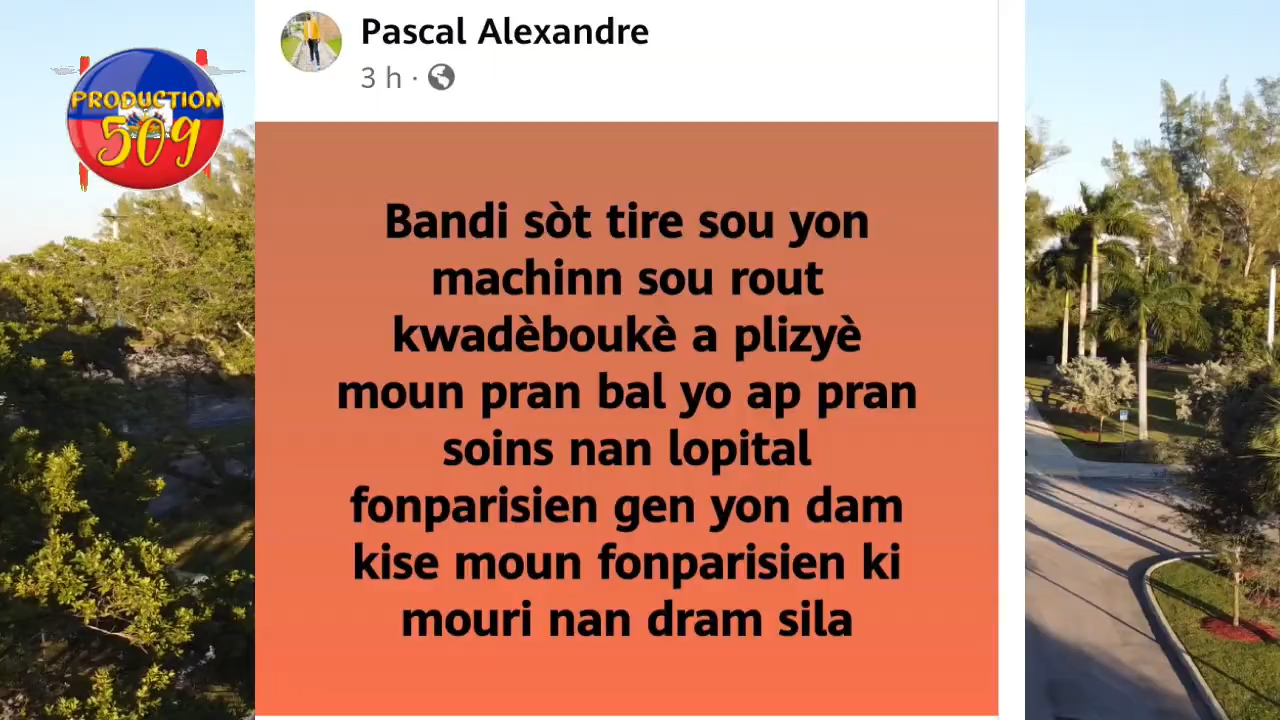 PRODUCTION
509
Pascal Alexandre
3 h ·
Bandi sòt tire sou yon
machinn sou rout
kwadèboukè a plizyè
moun pran bal yo ap pran
soins nan lopital
fonparisien gen yon dam
kise moun fonparisien ki
mouri nan dram sila